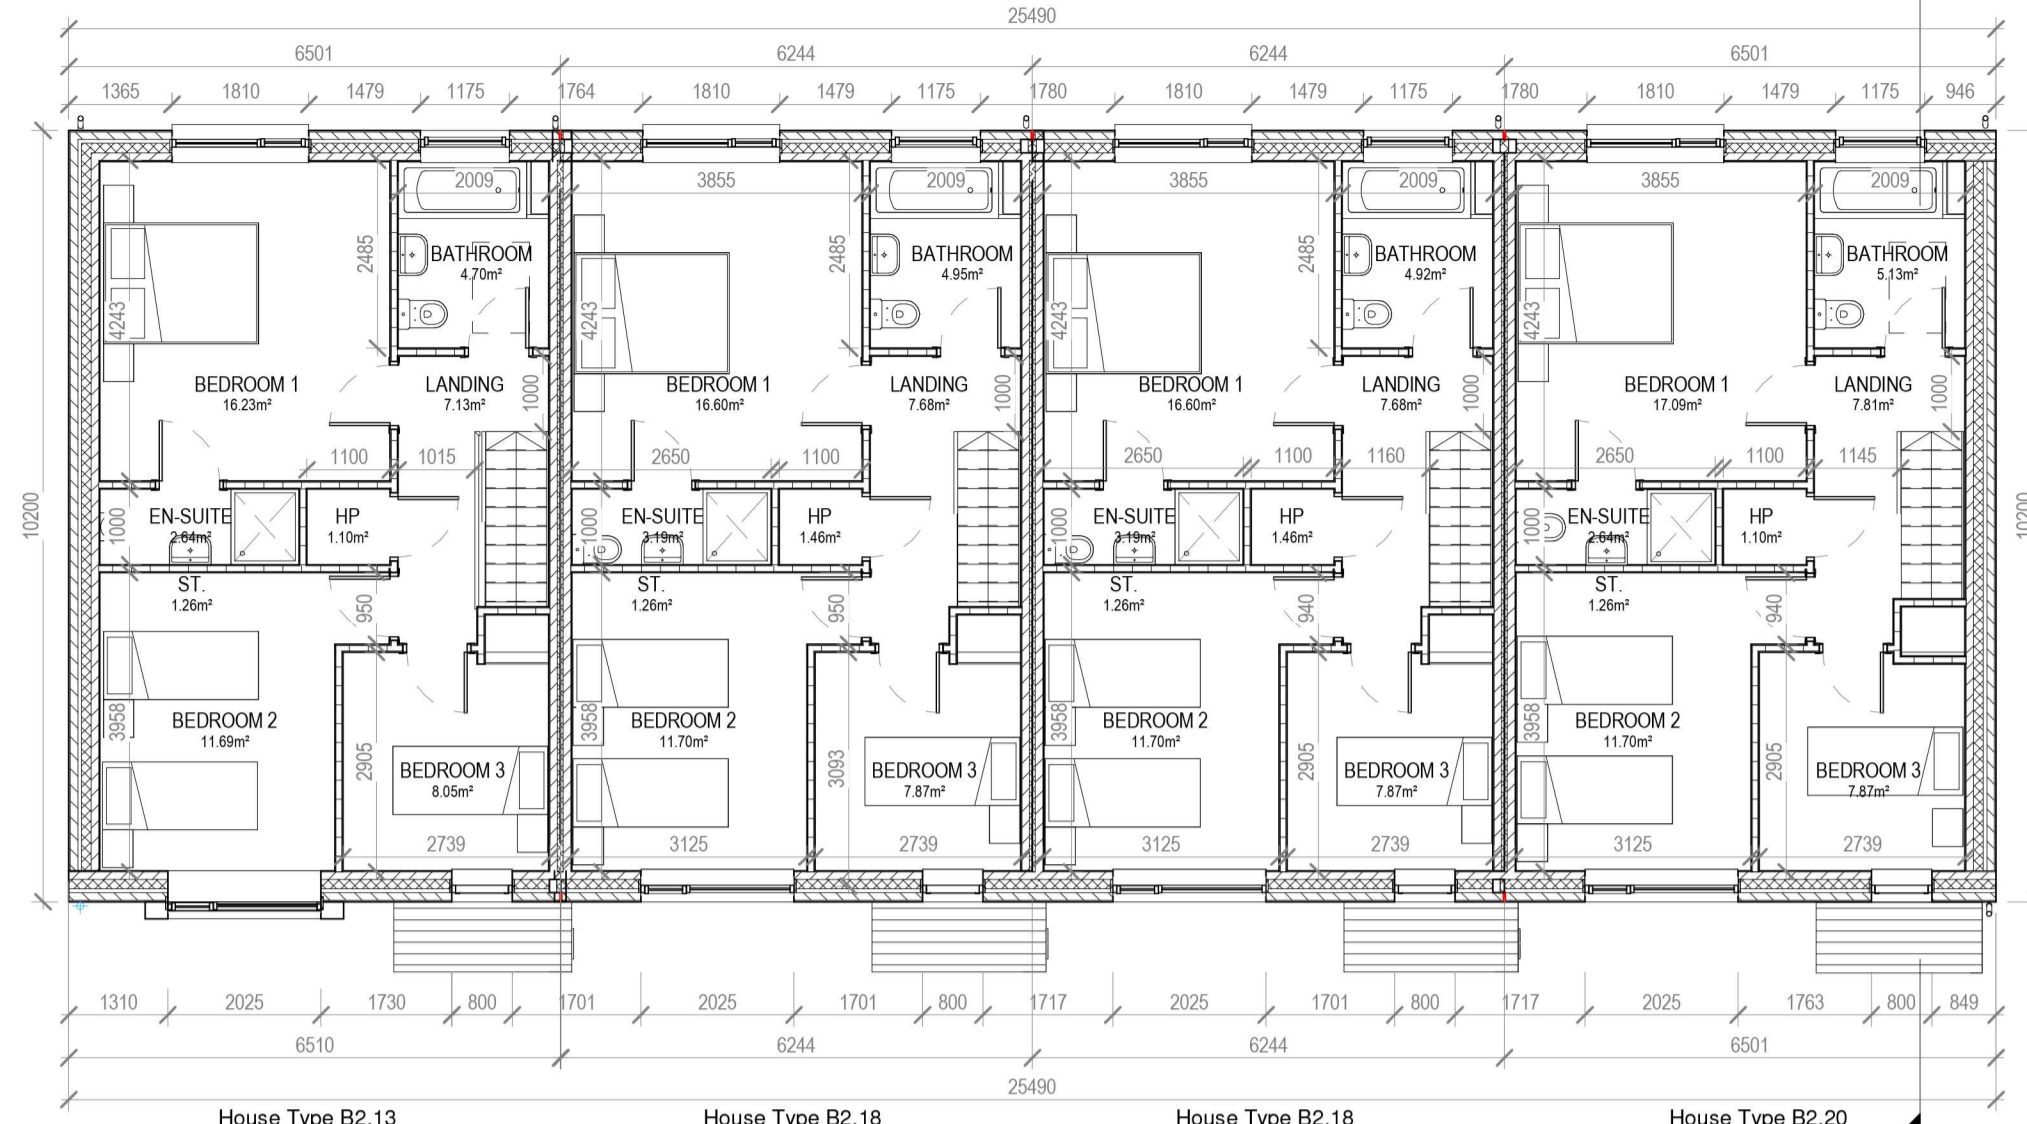 25490
6501 6244 6244 6501
1365 1810 1479 1175 1764 1810 1479 1175 1780 1810 1479 1175 1780 1810 1479 1175 946
2009 3855 2009 3855 2009 3855 2009
2485 2485 2485
BATHROOM BATHROOM BATHROOM BATHROOM
4.70m² 4.95m² 4.92m² 5.13m²
4243 4243 4243 4243
BEDROOM 1 LANDING BEDROOM 1 LANDING BEDROOM 1 LANDING BEDROOM 1 LANDING
16.23m² 7.13m² 16.60m² 7.68m² 16.60m² 7.68m² 17.09m² 7.81m²
1000 1000 1000 1000
1100 1015 2650 1100 2650 1100 1160 2650 1100 1145
10200 10200
1000 1000 1000 1000
EN-SUITE HP EN-SUITE HP EN-SUITE HP EN-SUITE HP
2.64m² 1.10m² 3.19m² 1.46m² 3.19m² 1.46m² 2.64m² 1.10m²
ST. ST. ST. ST.
1.26m² 1.26m² 1.26m² 1.26m²
950 950 940 940
3958 3958 3958 3958
BEDROOM 2 BEDROOM 2 BEDROOM 2 BEDROOM 2
11.69m² 11.70m² 11.70m² 11.70m²
2905 3093 2905 2905
BEDROOM 3 BEDROOM 3 BEDROOM 3 BEDROOM 3
8.05m² 7.87m² 7.87m² 7.87m²
2739 3125 2739 3125 2739 3125 2739
1310 2025 1730 800 1701 2025 1701 800 1717 2025 1701 800 1717 2025 1763 800 849
6510 6244 6244 6501
25490
House Type B2.13 House Type B2.18 House Type B2.18 House Type B2.20